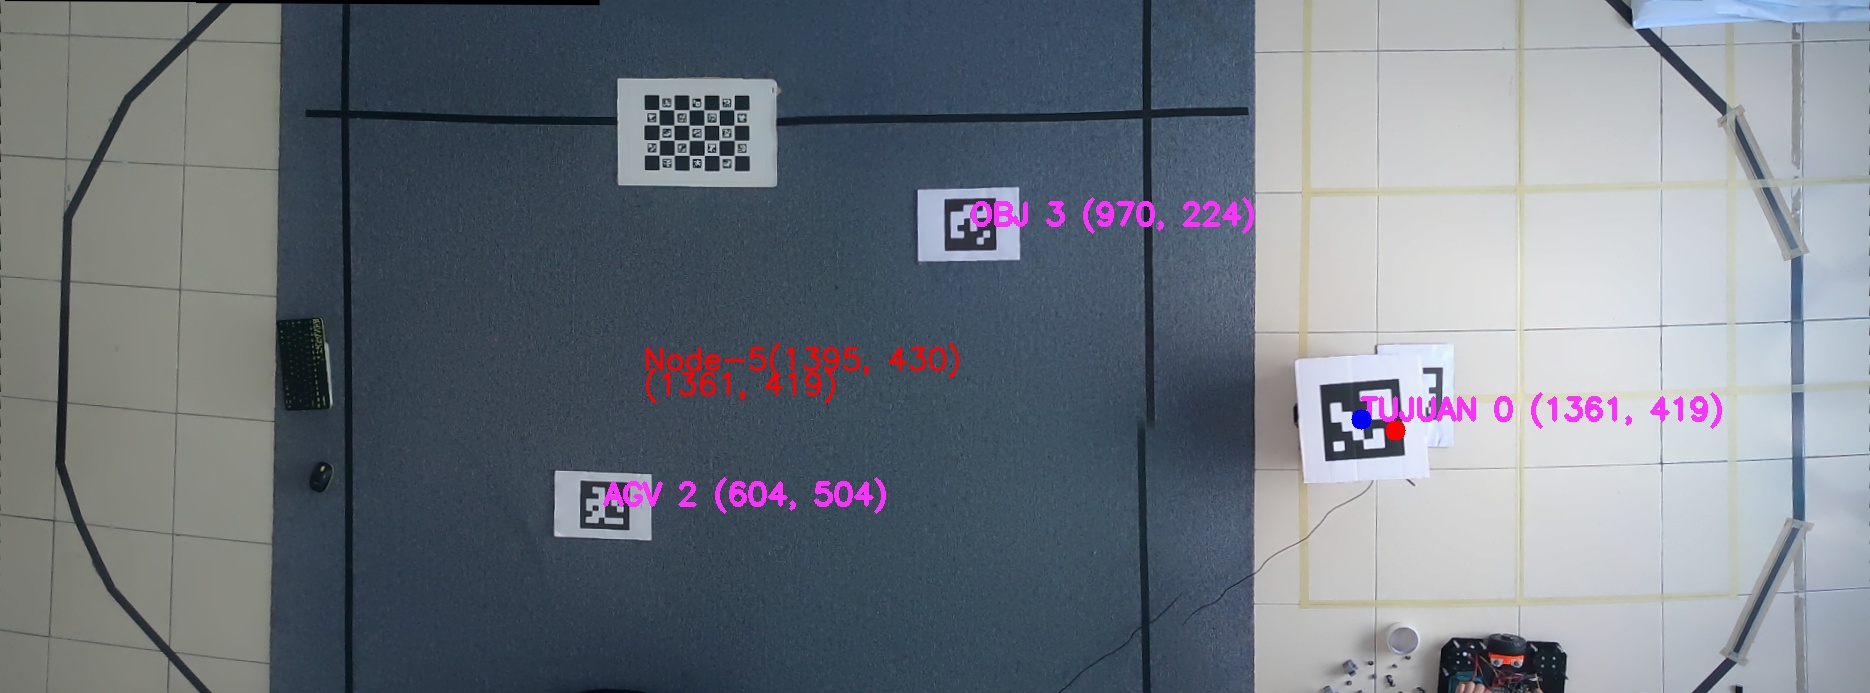 OBJ 3 (970, 224)
Node-5(1395, 430)
(1361, 419)
TUJUAN 0 (1361, 419)
AGV 2 (604, 504)